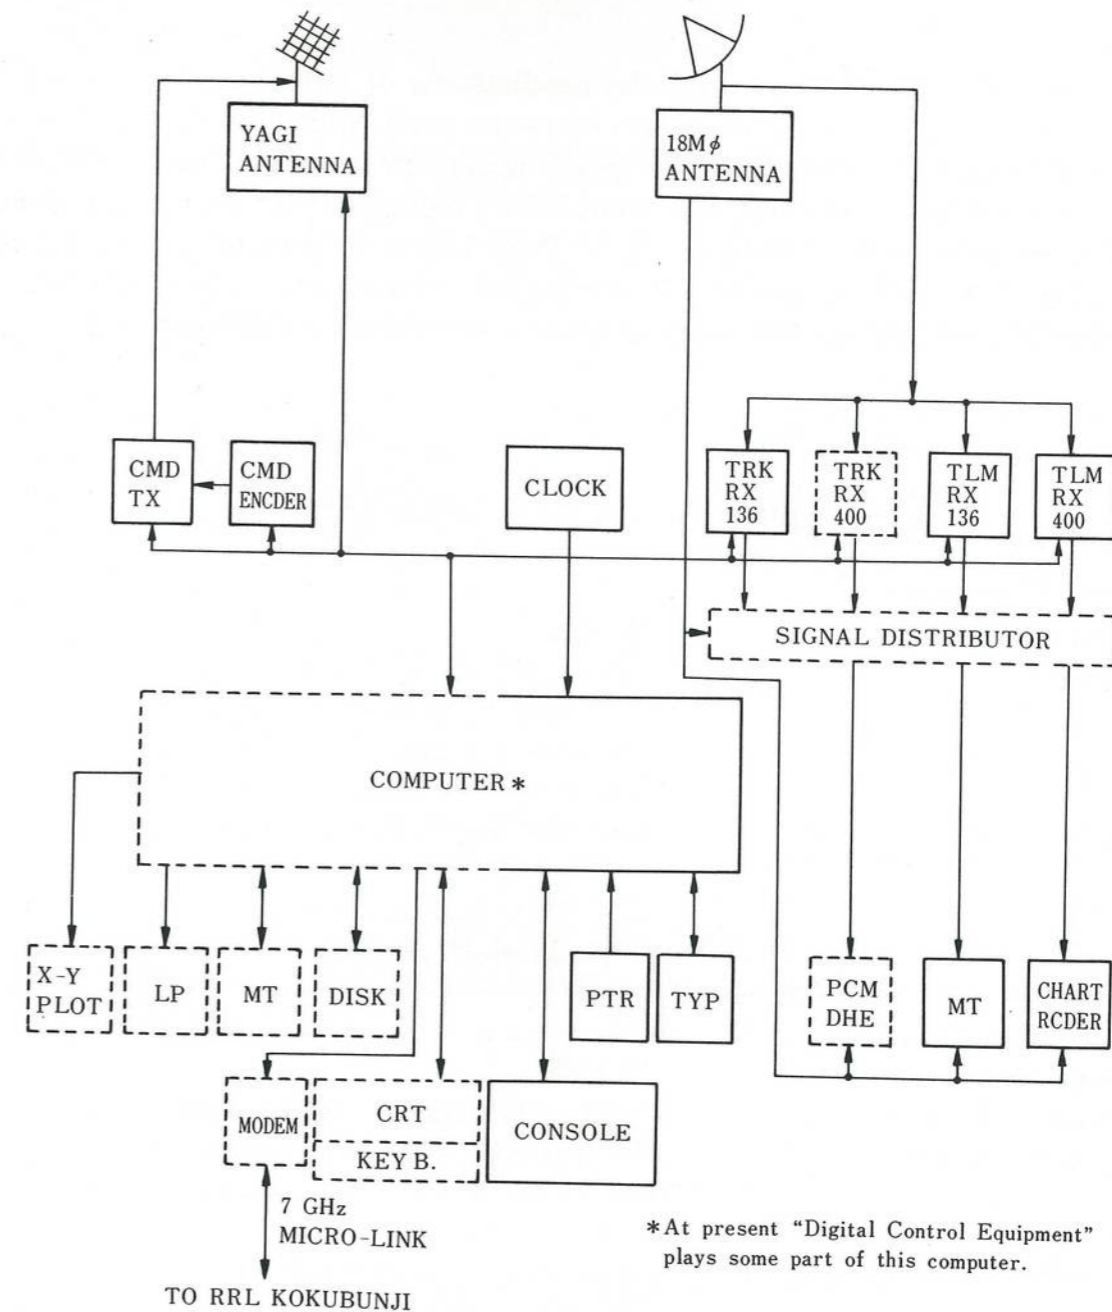 YAGI
ANTENNA
18Mφ
ANTENNA
CMD
TX
CMD
ENCDER
CLOCK
TRK
RX
136
TRK
RX
400
TLM
RX
136
TLM
RX
400
SIGNAL DISTRIBUTOR
COMPUTER*
X-Y
PLOT
LP
MT
DISK
PTR
TYP
PCM
DHE
MT
CHART
RCDER
MODEM
CRT
KEY B.
CONSOLE
7 GHz
MICRO-LINK
TO RRL KOKUBUNJI
*At present “Digital Control Equipment”
plays some part of this computer.